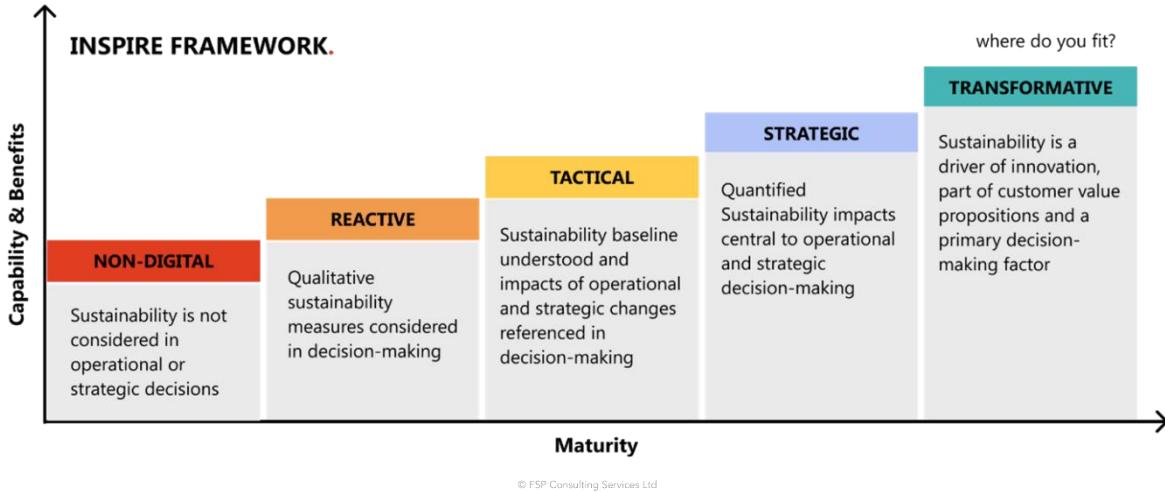 INSPIRE FRAMEWORK.
where do you fit?
Capability & Benefits
NON-DIGITAL
Sustainability is not
considered in
operational or
strategic decisions
REACTIVE
Qualitative
sustainability
measures considered
in decision-making
TACTICAL
Sustainability baseline
understood and
impacts of operational
and strategic changes
referenced in
decision-making
STRATEGIC
Quantified
Sustainability impacts
central to operational
and strategic
decision-making
TRANSFORMATIVE
Sustainability is a
driver of innovation,
part of customer value
propositions and a
primary decision-
making factor
Maturity
© FSP Consulting Services Ltd